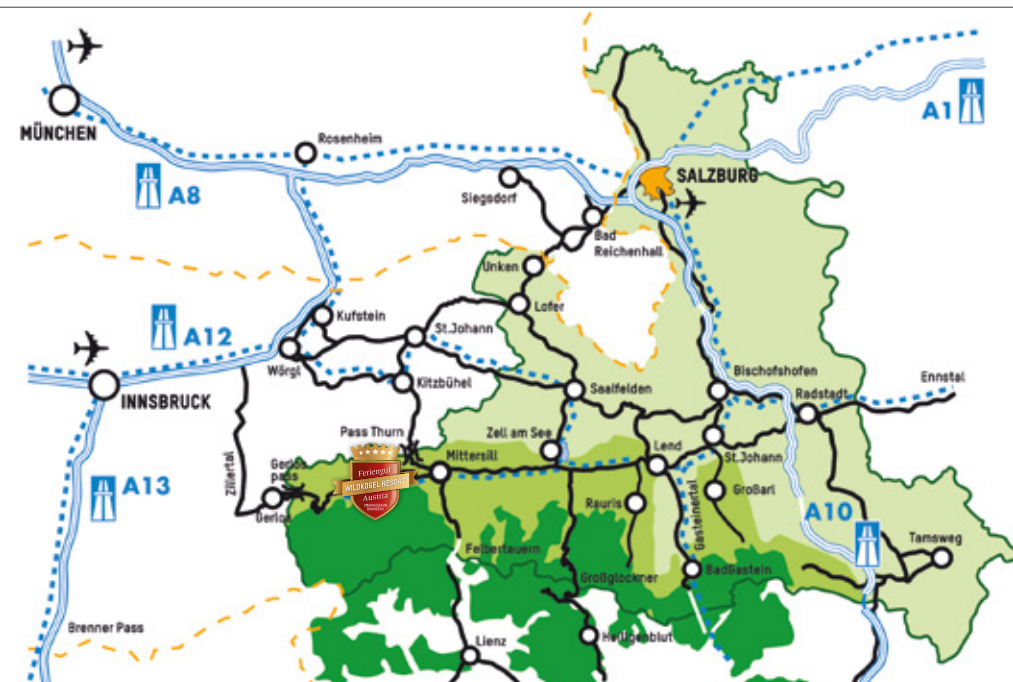 MÜNCHEN
Rosenheim
A8
A1
SALZBURG
Siegsdorf
Bad
Reichenhall
Unken
Lofer
Kufstein
St.Johann
A12
Wörgl
Kitzbühel
INNSBRUCK
Saalfelden
Bischofshofen
Radstadt
Ennstal
Pass Thurn
Zell am See
Mittersill
Lend
St.Johann
Zillertal
Gerlos
pass
Gerlos
Feriengut
WILDKOGEL RESORT
Austria
A13
Rauris
Gasteinertal
Großarl
A10
Tamsweg
Felbertauern
Großglockner
BadGastein
Brenner Pass
Lienz
Heiligenblut